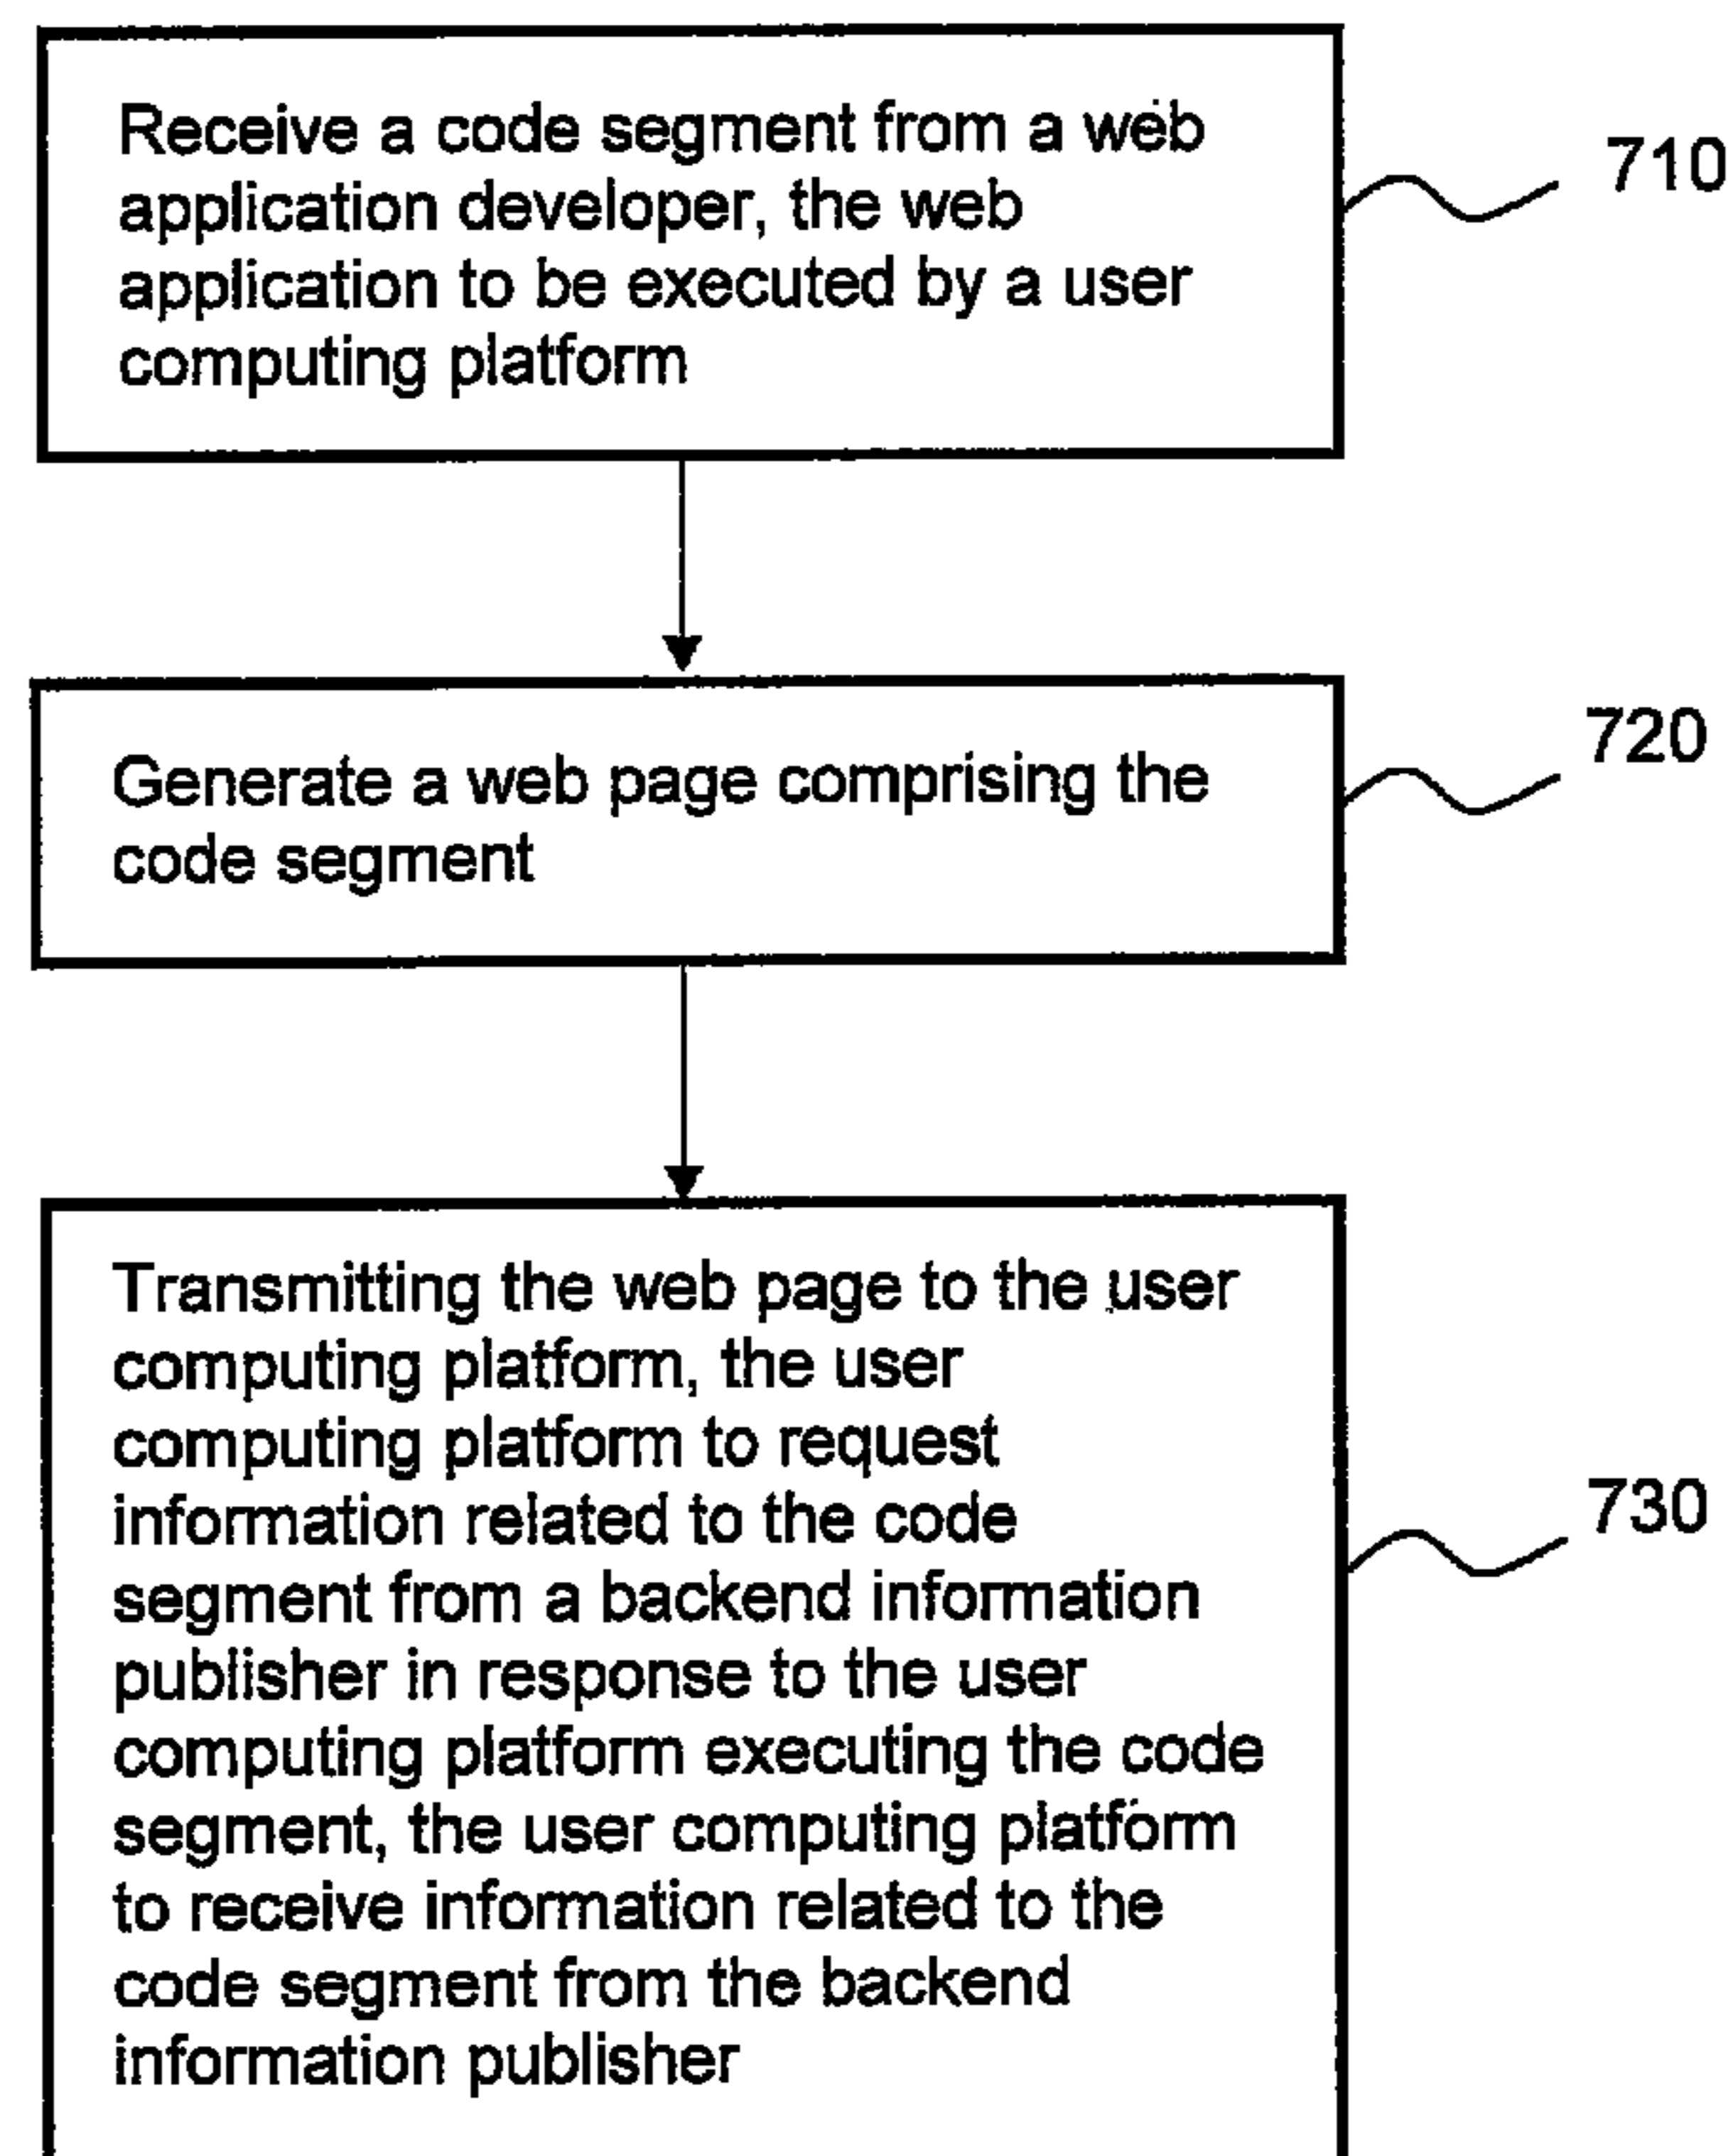 Receive a code segment from a web
application developer, the web
application to be executed by a user
computing platform
710
Generate a web page comprising the
code segment
720
Transmitting the web page to the user
computing platform, the user
computing platform to request
information related to the code
segment from a backend information
publisher in response to the user
computing platform executing the code
segment, the user computing platform
to receive information related to the
code segment from the backend
information publisher
730